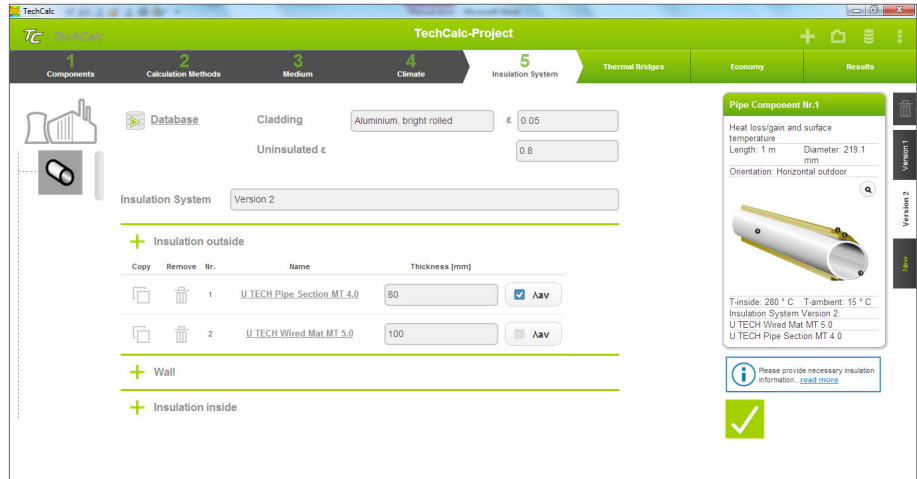 TechCalc
TC TechCalc
TechCalc-Project
1
Components
2
Calculation Methods
3
Medium
4
Climate
5
Insulation System
Thermal Bridges
Economy
Results
Database
Cladding
Aluminium, bright rolled
ε
0.05
Uninsulated ε
0.8
Insulation System
Version 2
Insulation outside
Copy Remove Nr. Name Thickness [mm]
1 U TECH Pipe Section MT 4.0 80 λav
2 U TECH Wired Mat MT 5.0 100 λav
Wall
Insulation inside
Pipe Component Nr.1
Heat loss/gain and surface
temperature
Length: 1 m Diameter: 219.1
mm
Orientation: Horizontal outdoor
T-inside: 280 ° C T-ambient: 15 ° C
Insulation System Version 2:
U TECH Wired Mat MT 5.0
U TECH Pipe Section MT 4.0
Please provide necessary insulation
information...read more
Version 1
Version 2
New